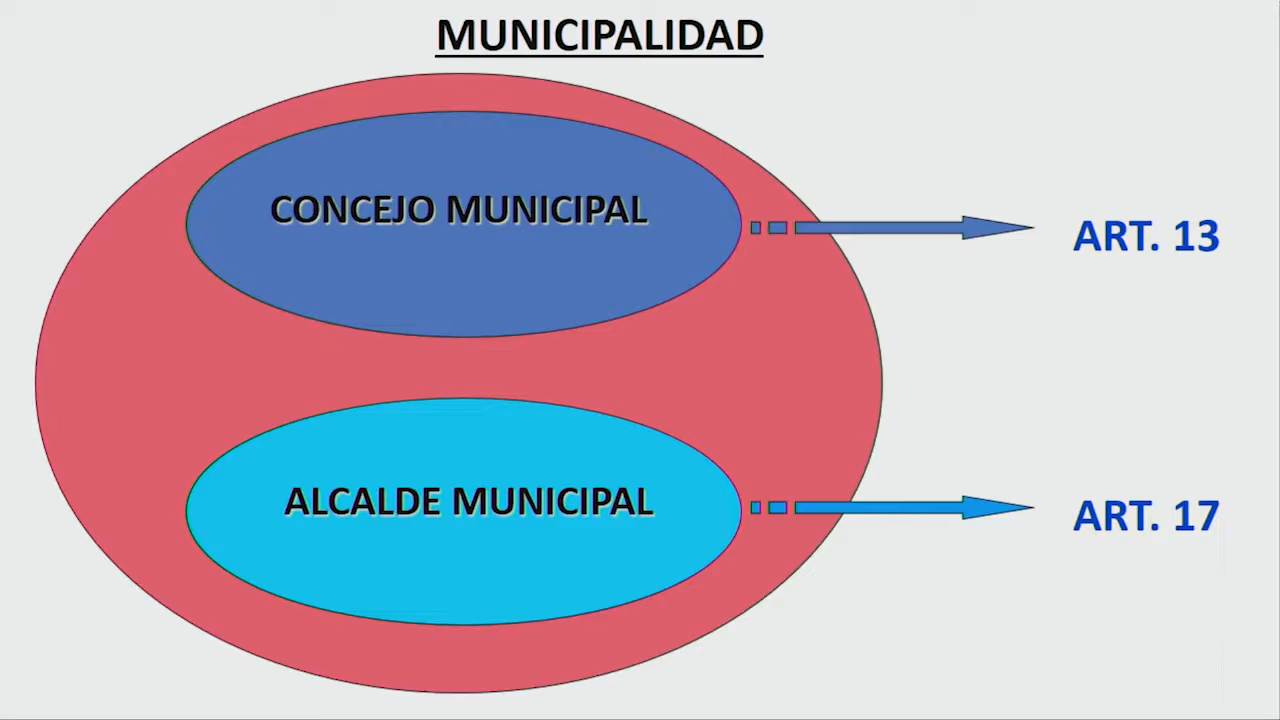 MUNICIPALIDAD
CONCEJO MUNICIPAL
ART. 13
ALCALDE MUNICIPAL
ART. 17